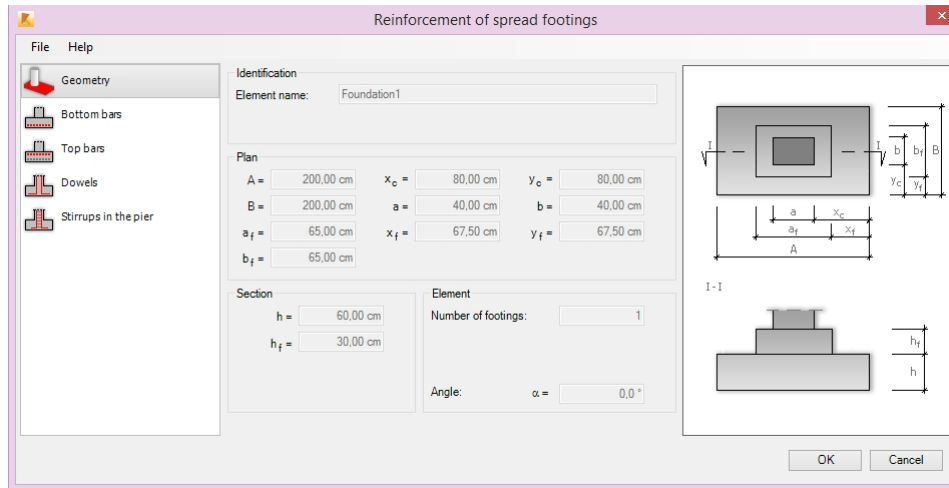 Reinforcement of spread footings
File Help
Geometry
Bottom bars
Top bars
Dowels
Stirrups in the pier
Identification
Element name: Foundation1
Plan
A = 200,00 cm xc = 80,00 cm yc = 80,00 cm
B = 200,00 cm a = 40,00 cm b = 40,00 cm
af = 65,00 cm xf = 67,50 cm yf = 67,50 cm
bf = 65,00 cm
Section
h = 60,00 cm
hf = 30,00 cm
Element
Number of footings: 1
Angle: α = 0,0 °
I I
b bf B
yc yf
a xc
af xf
A
I-I
hf
h
OK Cancel